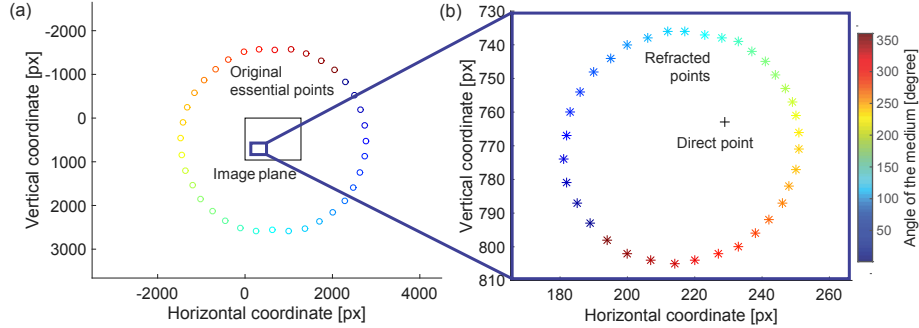 (a)
-2000
-1000
0
1000
2000
3000
Vertical coordinate [px]
Original
essential points
Image plane
-2000
0
2000
4000
Horizontal coordinate [px]
(b)
730
740
750
760
770
780
790
800
810
Vertical coordinate [px]
Refracted
points
Direct point
180
200
220
240
260
Horizontal coordinate [px]
350
300
250
200
150
100
50
Angle of the medium [degree]